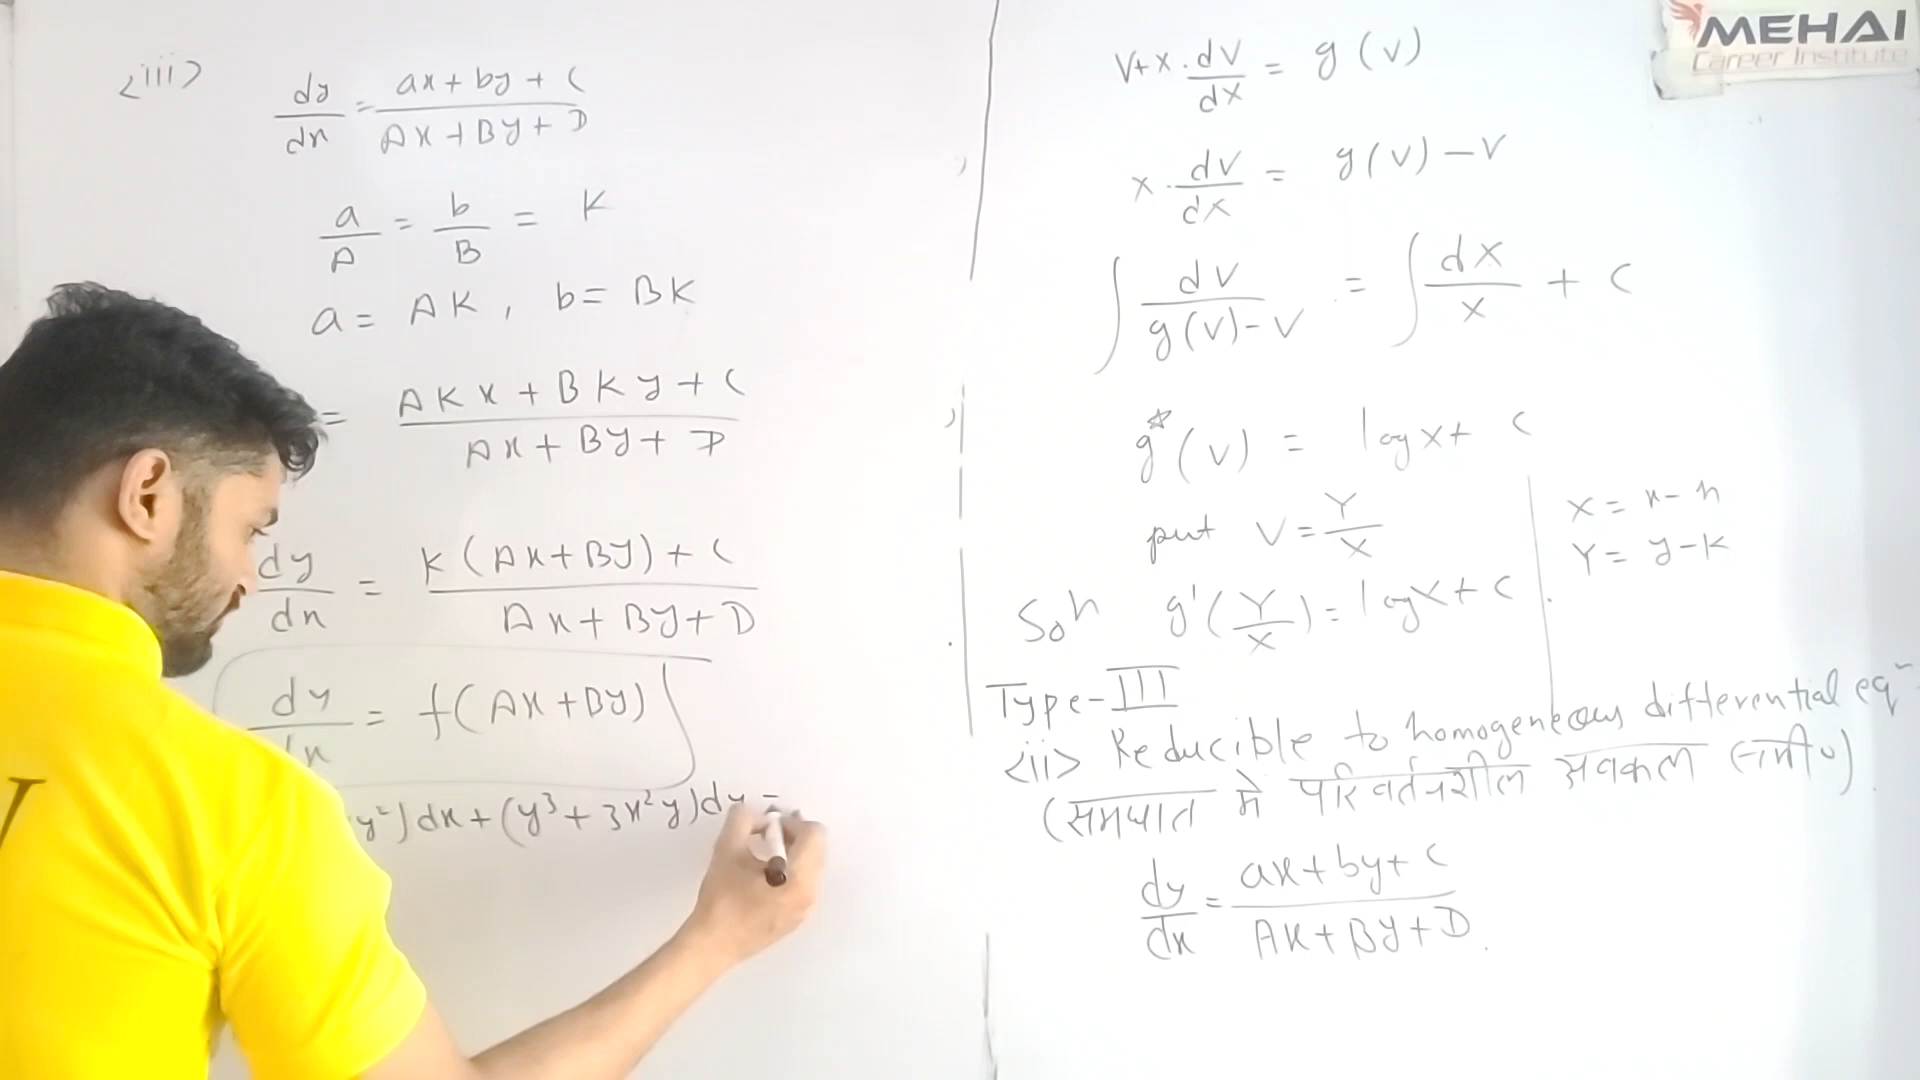 <iii> dy/dx = ax + by + C / Ax + By + D
a/A = b/B = K
a = AK , b = BK
= AKx + BKy + C / Ax + By + D
dy/dx = K(Ax+By) + C / Ax + By + D
dy/dx = f(Ax+By)
y²)dx + (y³ + 3x²y)dy =
MEHAI
Career Institute
V + x . dV/dx = g(V)
x . dV/dx = g(V) - V
∫ dV / g(V) - V = ∫ dx/x + C
g*(V) = log x + C
put V = Y/X
X = x - h
Y = y - k
Solⁿ g'(Y/X) = log X + C
Type-III
<ii> Reducible to homogeneous differential eqⁿ
(समघात मे परिवर्तनशील अवकल समी०)
dy/dx = ax + by + C / Ax + By + D